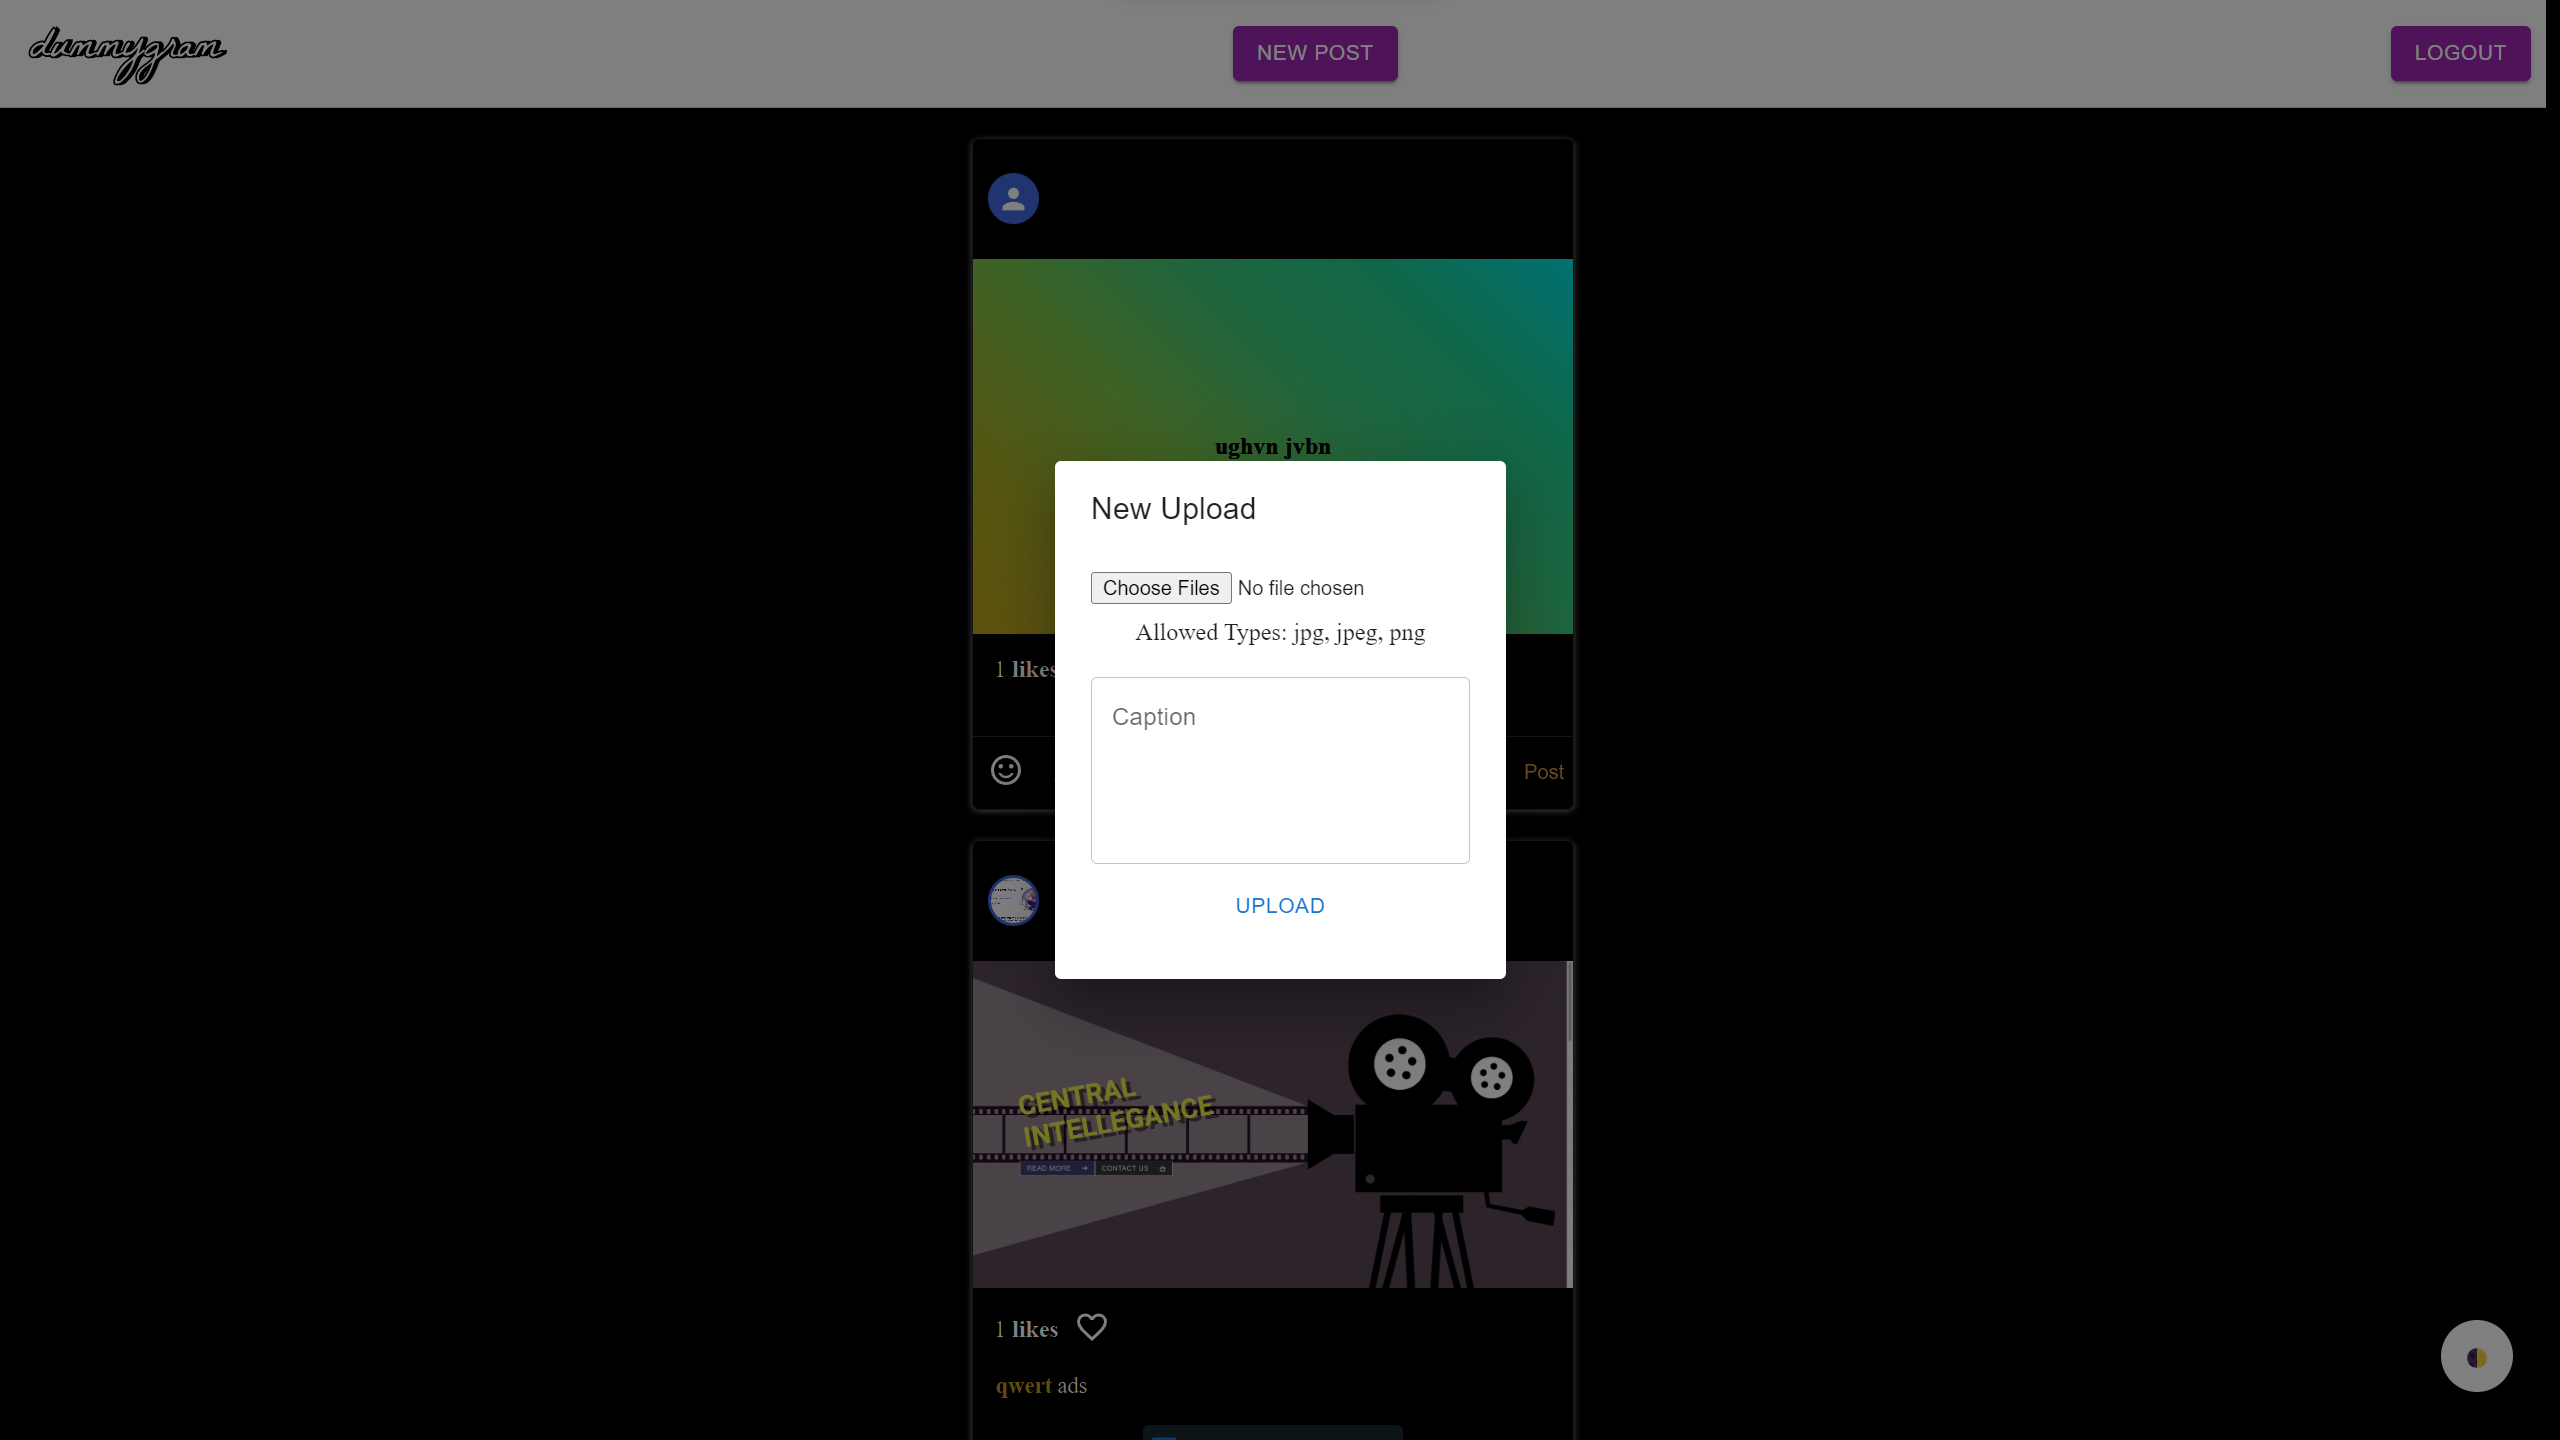 dummygram
NEW POST
LOGOUT
ughvn jvbn
New Upload
Choose Files No file chosen
Allowed Types: jpg, jpeg, png
1 likes
Caption
Post
UPLOAD
CENTRAL
INTELLEGANCE
READ MORE
CONTACT US
1 likes
qwert ads